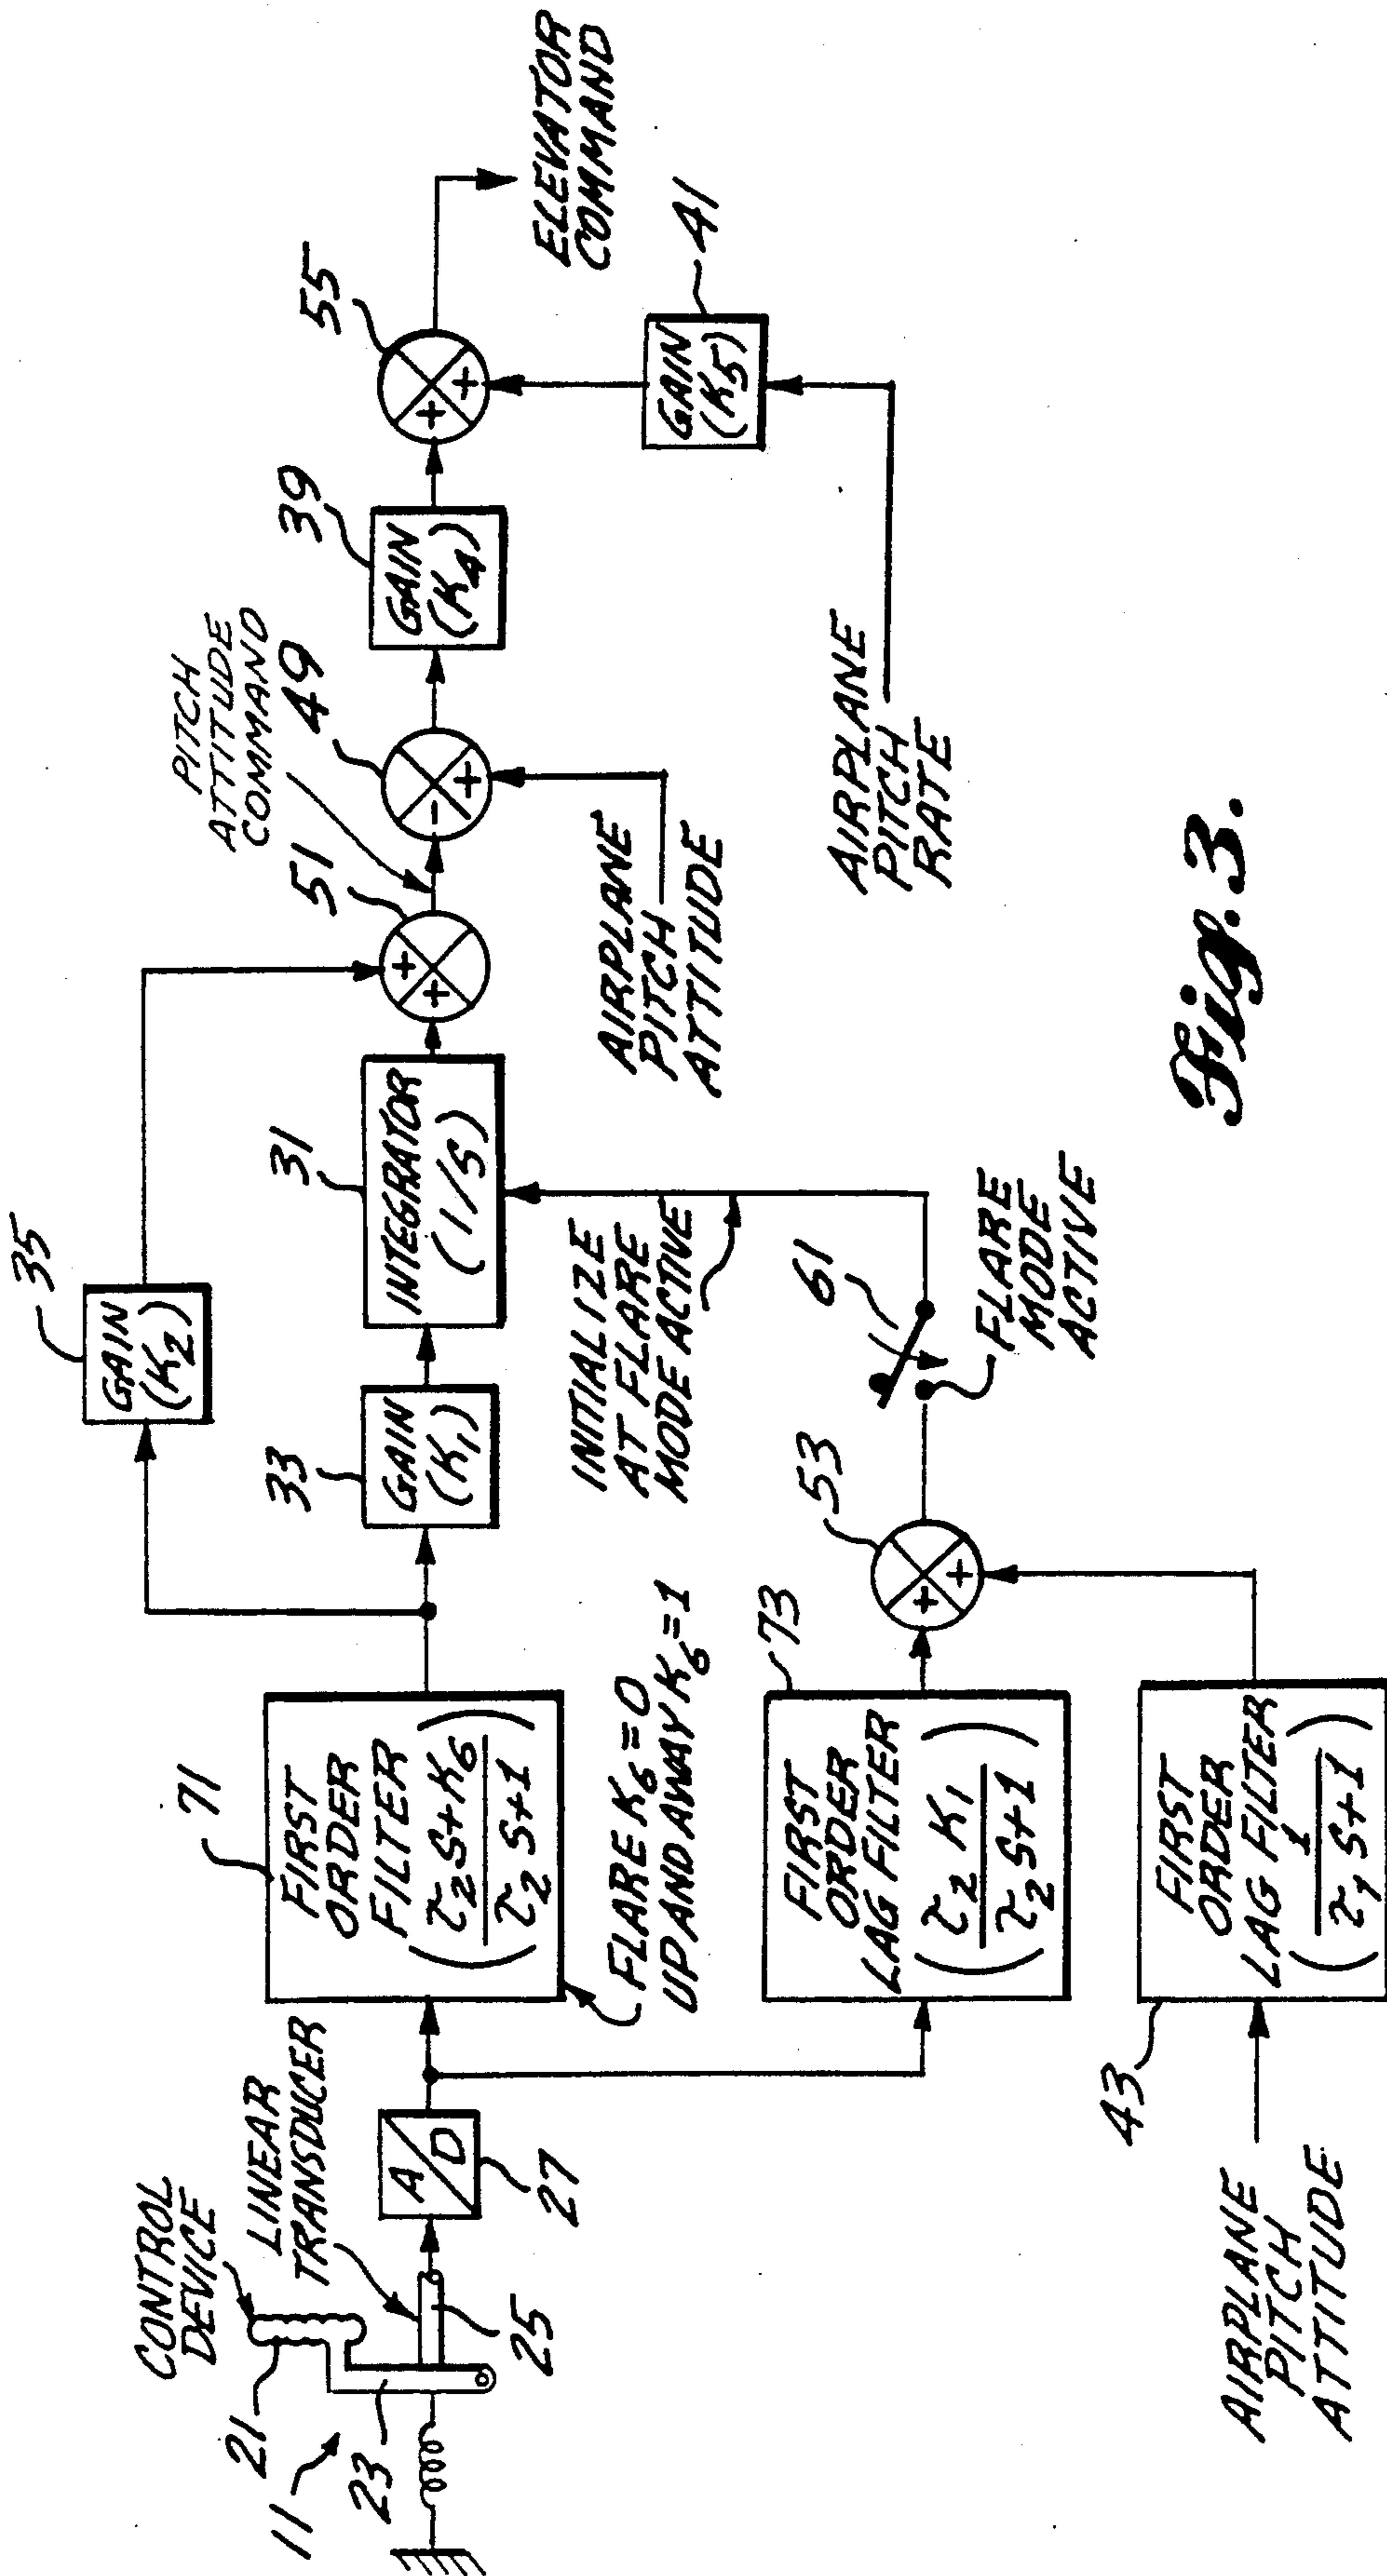 35
GAIN
(K2)
PITCH
ATTITUDE
COMMAND
71
FIRST
ORDER
FILTER
(τ2 S+K6 / τ2 S+1)
33
GAIN
(K1)
31
INTEGRATOR
(1/S)
51
49
39
GAIN
(K4)
55
ELEVATOR
COMMAND
CONTROL
DEVICE
LINEAR
TRANSDUCER
21
11
23
25
A/D
27
FLARE K6=0
UP AND AWAY K6=1
INITIALIZE
AT FLARE
MODE ACTIVE
AIRPLANE
PITCH
ATTITUDE
GAIN
(K5)
41
73
FIRST
ORDER
LAG FILTER
(τ2 K1 / τ2 S+1)
53
61
FLARE
MODE
ACTIVE
AIRPLANE
PITCH
RATE
43
FIRST
ORDER
LAG FILTER
(1 / τ1 S+1)
AIRPLANE
PITCH
ATTITUDE
+ +
- +
+ +
+ +
Fig. 3.